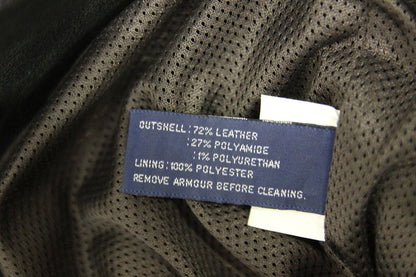 OUTSHELL : 72% LEATHER
: 27% POLYAMIDE
: 1% POLYURETHAN
LINING : 100% POLYESTER
REMOVE ARMOUR BEFORE CLEANING.